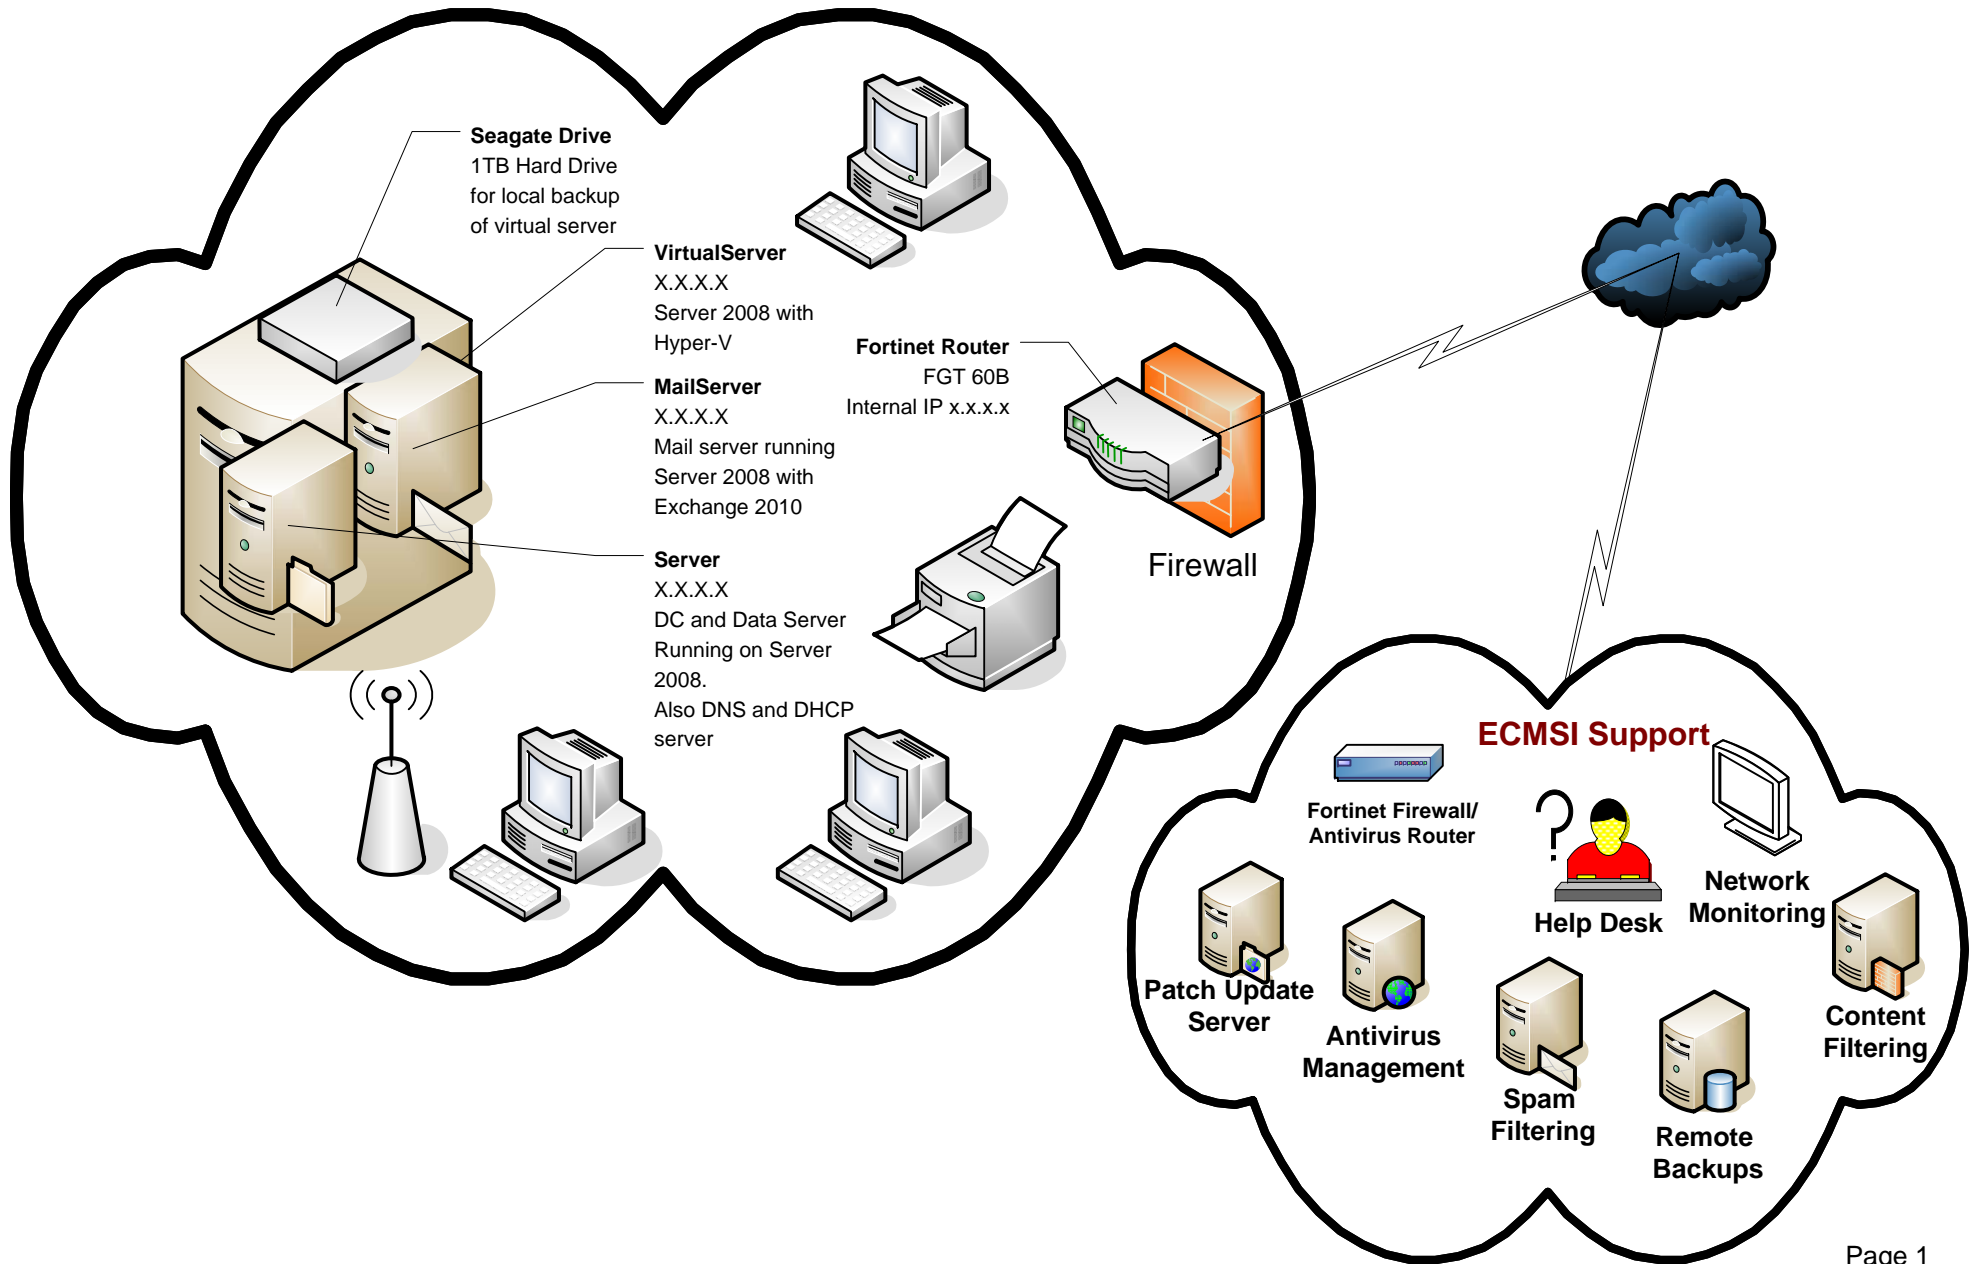 Seagate Drive
1TB Hard Drive
for local backup
of virtual server
VirtualServer
X.X.X.X
Server 2008 with
Hyper-V
MailServer
X.X.X.X
Mail server running
Server 2008 with
Exchange 2010
Server
X.X.X.X
DC and Data Server
Running on Server
2008.
Also DNS and DHCP
server
Fortinet Router
FGT 60B
Internal IP x.x.x.x
Firewall
ECMSI Support
Fortinet Firewall/
Antivirus Router
Help Desk
Network
Monitoring
Patch Update
Server
Antivirus
Management
Spam
Filtering
Remote
Backups
Content
Filtering
Page 1